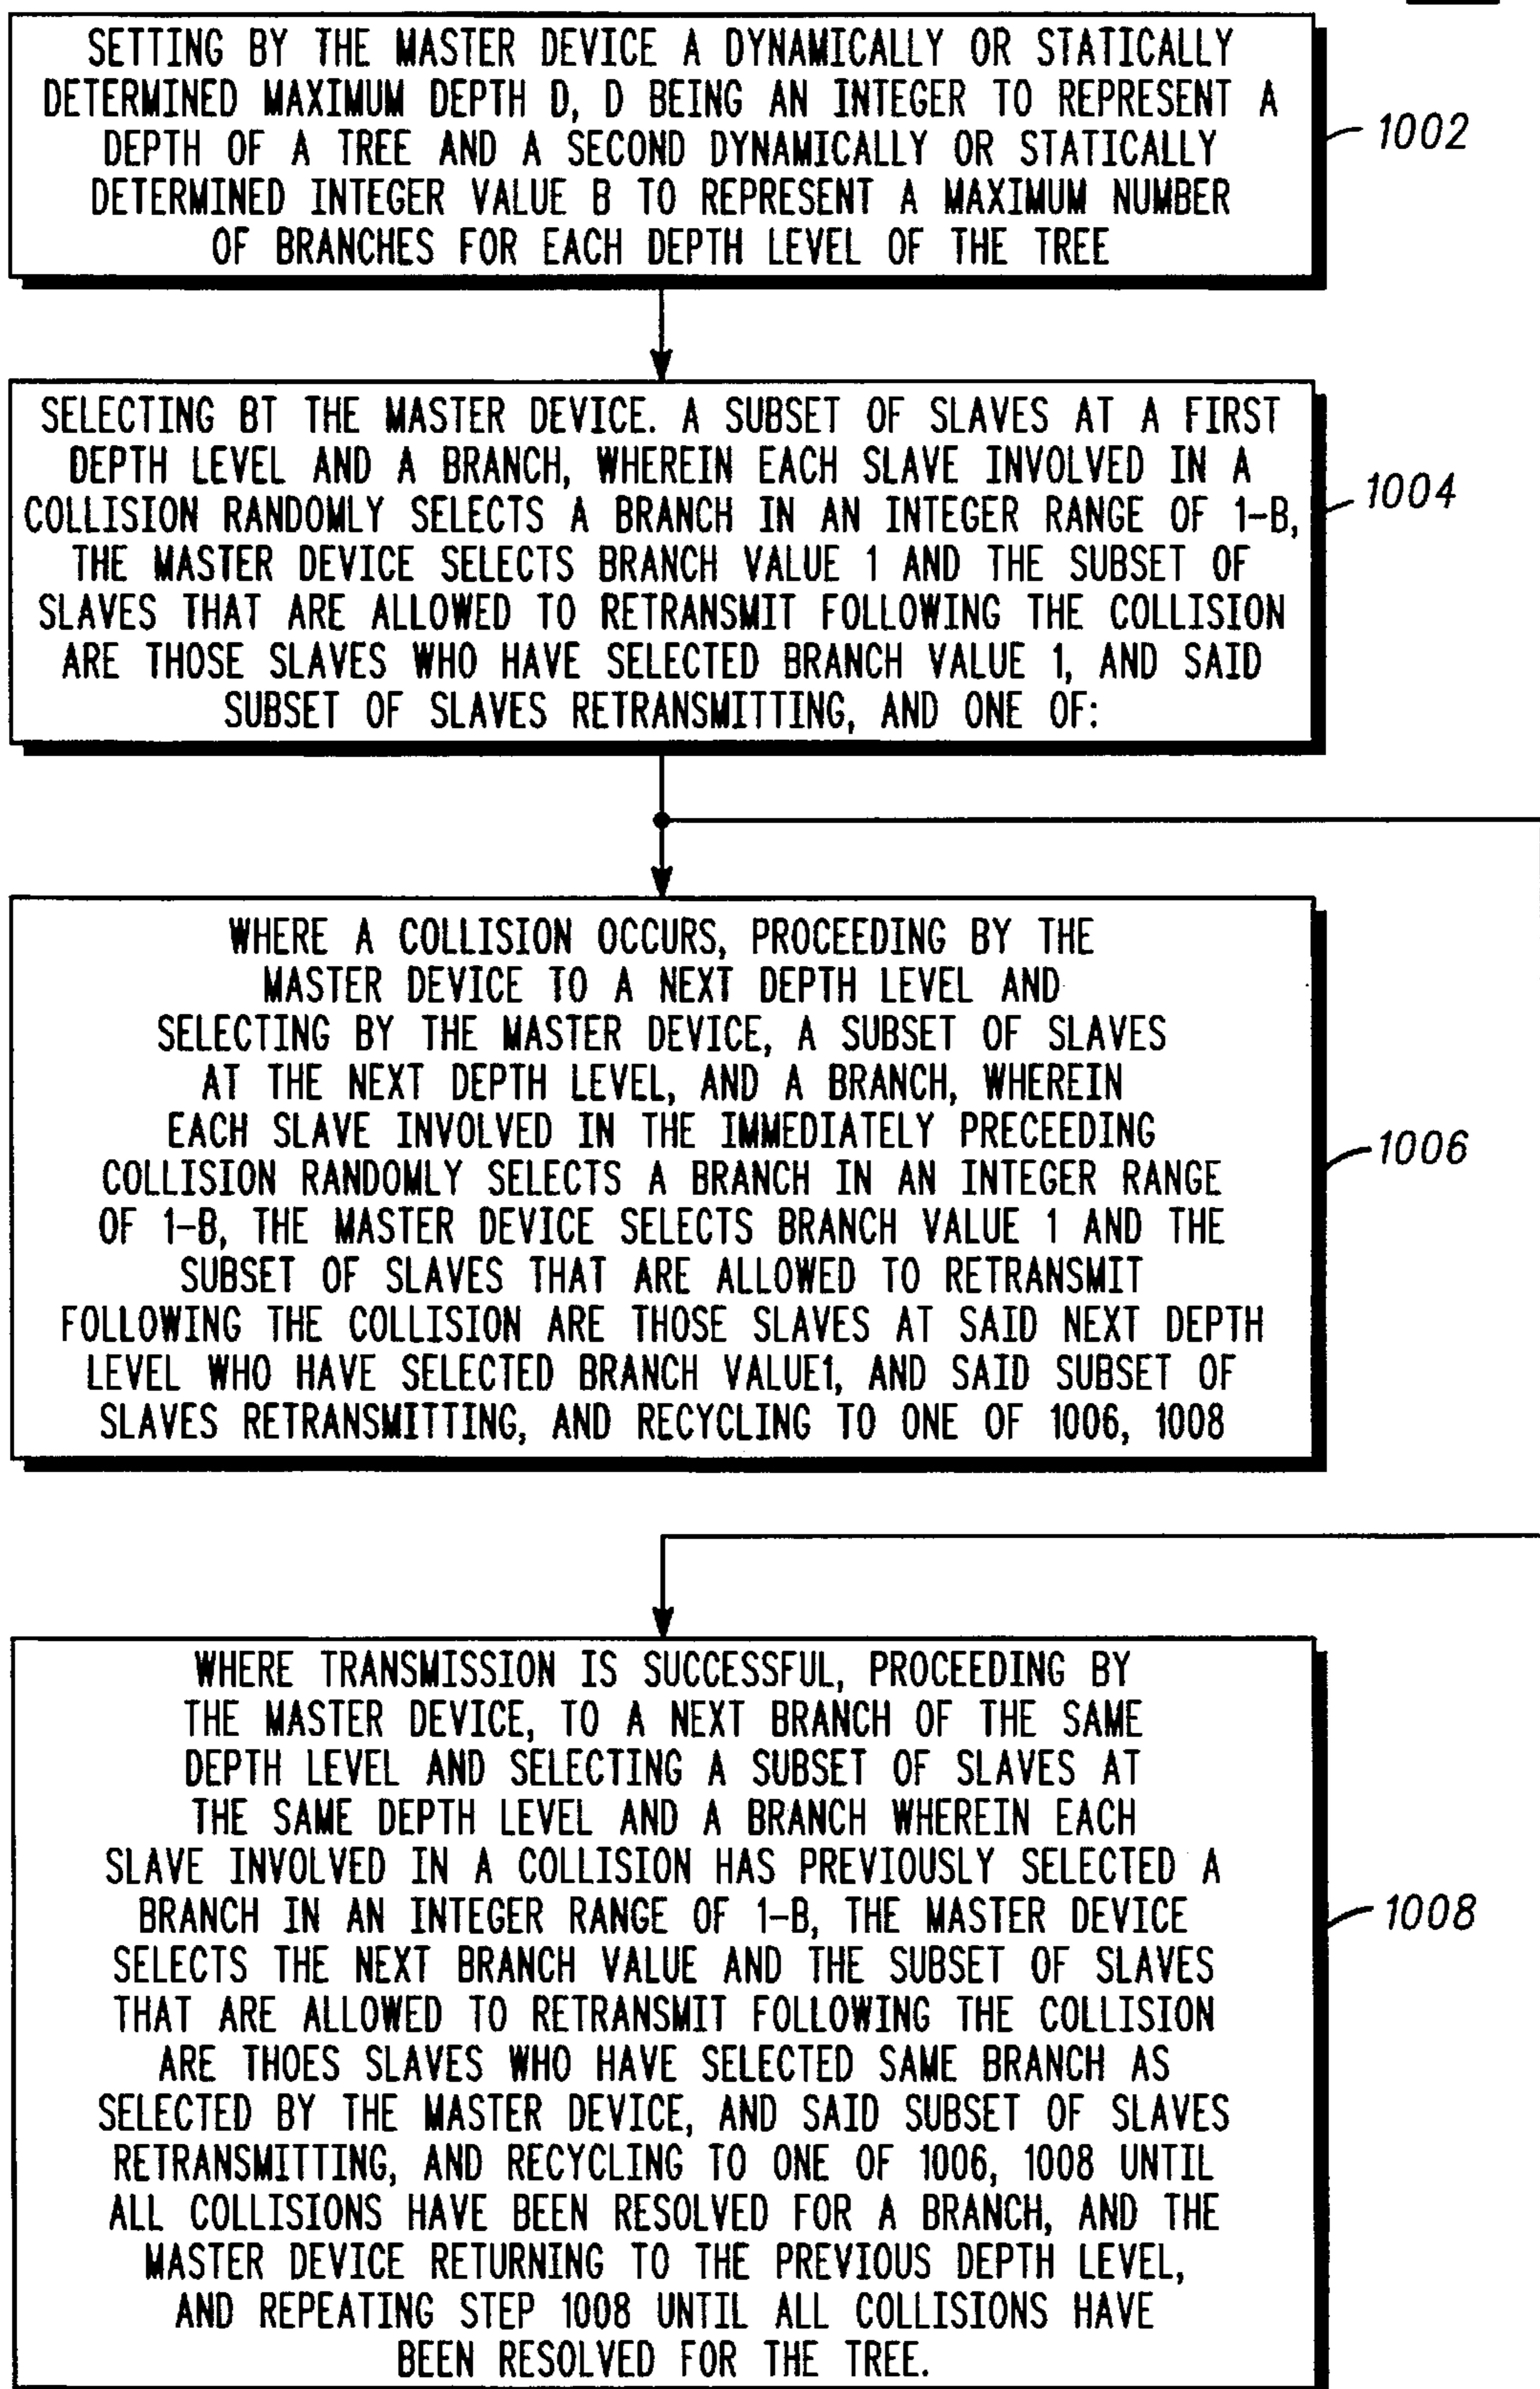 SETTING BY THE MASTER DEVICE A DYNAMICALLY OR STATICALLY
DETERMINED MAXIMUM DEPTH D, D BEING AN INTEGER TO REPRESENT A
DEPTH OF A TREE AND A SECOND DYNAMICALLY OR STATICALLY
DETERMINED INTEGER VALUE B TO REPRESENT A MAXIMUM NUMBER
OF BRANCHES FOR EACH DEPTH LEVEL OF THE TREE
1002
SELECTING BT THE MASTER DEVICE. A SUBSET OF SLAVES AT A FIRST
DEPTH LEVEL AND A BRANCH, WHEREIN EACH SLAVE INVOLVED IN A
COLLISION RANDOMLY SELECTS A BRANCH IN AN INTEGER RANGE OF 1-B,
THE MASTER DEVICE SELECTS BRANCH VALUE 1 AND THE SUBSET OF
SLAVES THAT ARE ALLOWED TO RETRANSMIT FOLLOWING THE COLLISION
ARE THOSE SLAVES WHO HAVE SELECTED BRANCH VALUE 1, AND SAID
SUBSET OF SLAVES RETRANSMITTING, AND ONE OF:
1004
WHERE A COLLISION OCCURS, PROCEEDING BY THE
MASTER DEVICE TO A NEXT DEPTH LEVEL AND
SELECTING BY THE MASTER DEVICE, A SUBSET OF SLAVES
AT THE NEXT DEPTH LEVEL, AND A BRANCH, WHEREIN
EACH SLAVE INVOLVED IN THE IMMEDIATELY PRECEEDING
COLLISION RANDOMLY SELECTS A BRANCH IN AN INTEGER RANGE
OF 1-B, THE MASTER DEVICE SELECTS BRANCH VALUE 1 AND THE
SUBSET OF SLAVES THAT ARE ALLOWED TO RETRANSMIT
FOLLOWING THE COLLISION ARE THOSE SLAVES AT SAID NEXT DEPTH
LEVEL WHO HAVE SELECTED BRANCH VALUE1, AND SAID SUBSET OF
SLAVES RETRANSMITTING, AND RECYCLING TO ONE OF 1006, 1008
1006
WHERE TRANSMISSION IS SUCCESSFUL, PROCEEDING BY
THE MASTER DEVICE, TO A NEXT BRANCH OF THE SAME
DEPTH LEVEL AND SELECTING A SUBSET OF SLAVES AT
THE SAME DEPTH LEVEL AND A BRANCH WHEREIN EACH
SLAVE INVOLVED IN A COLLISION HAS PREVIOUSLY SELECTED A
BRANCH IN AN INTEGER RANGE OF 1-B, THE MASTER DEVICE
SELECTS THE NEXT BRANCH VALUE AND THE SUBSET OF SLAVES
THAT ARE ALLOWED TO RETRANSMIT FOLLOWING THE COLLISION
ARE THOES SLAVES WHO HAVE SELECTED SAME BRANCH AS
SELECTED BY THE MASTER DEVICE, AND SAID SUBSET OF SLAVES
RETRANSMITTING, AND RECYCLING TO ONE OF 1006, 1008 UNTIL
ALL COLLISIONS HAVE BEEN RESOLVED FOR A BRANCH, AND THE
MASTER DEVICE RETURNING TO THE PREVIOUS DEPTH LEVEL,
AND REPEATING STEP 1008 UNTIL ALL COLLISIONS HAVE
BEEN RESOLVED FOR THE TREE.
1008